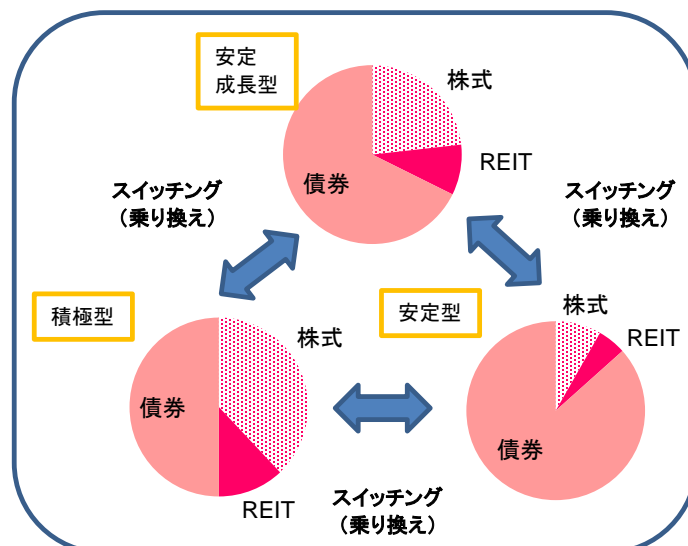 安定
成長型
株式
REIT
債券
スイッチング
（乗り換え）
スイッチング
（乗り換え）
積極型
株式
債券
REIT
安定型
株式
REIT
債券
スイッチング
（乗り換え）